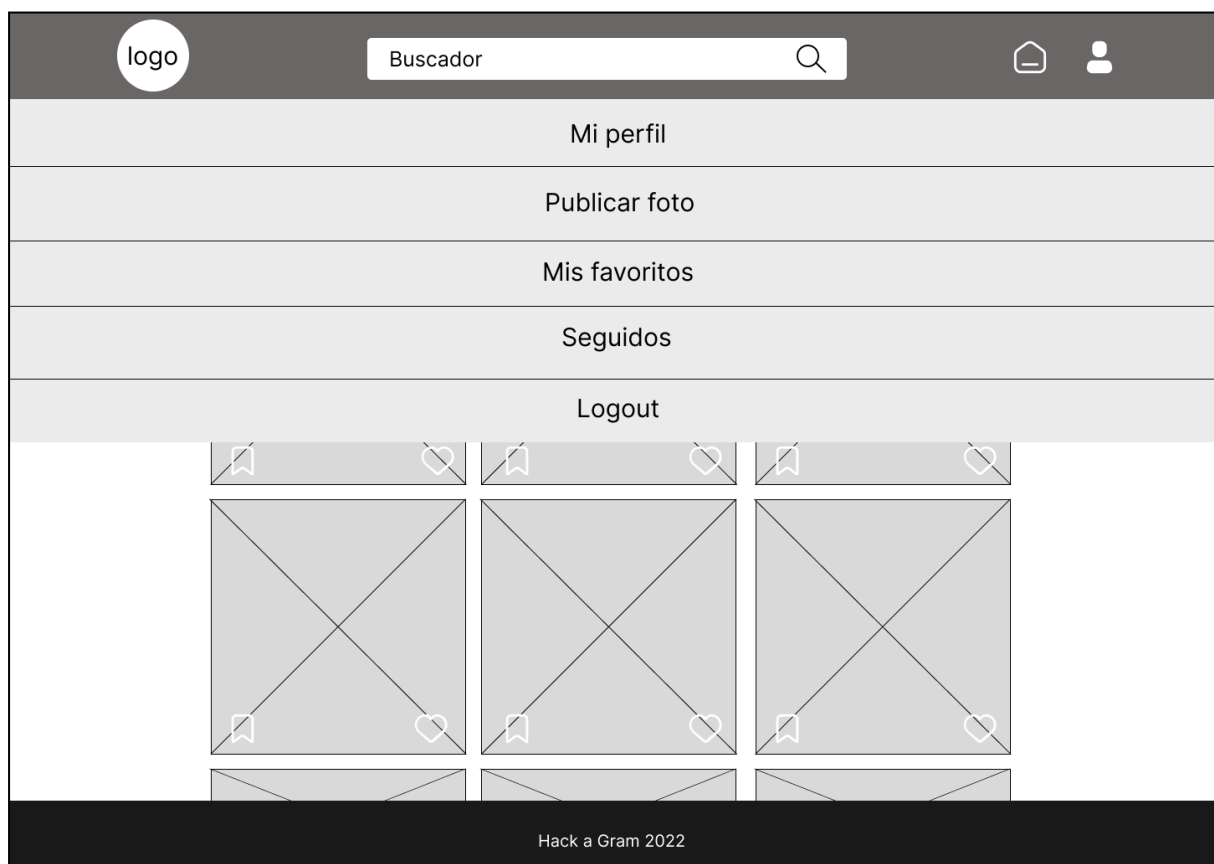 logo
Buscador
Mi perfil
Publicar foto
Mis favoritos
Seguidos
Logout
Hack a Gram 2022